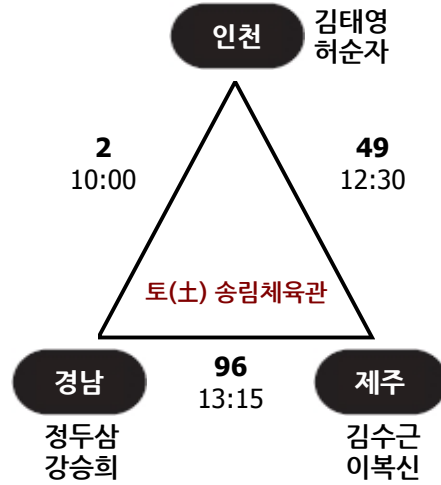 인천
김태영
허순자
2
10:00
49
12:30
토(土) 송림체육관
경남
96
13:15
제주
정두삼
강승희
김수근
이복신